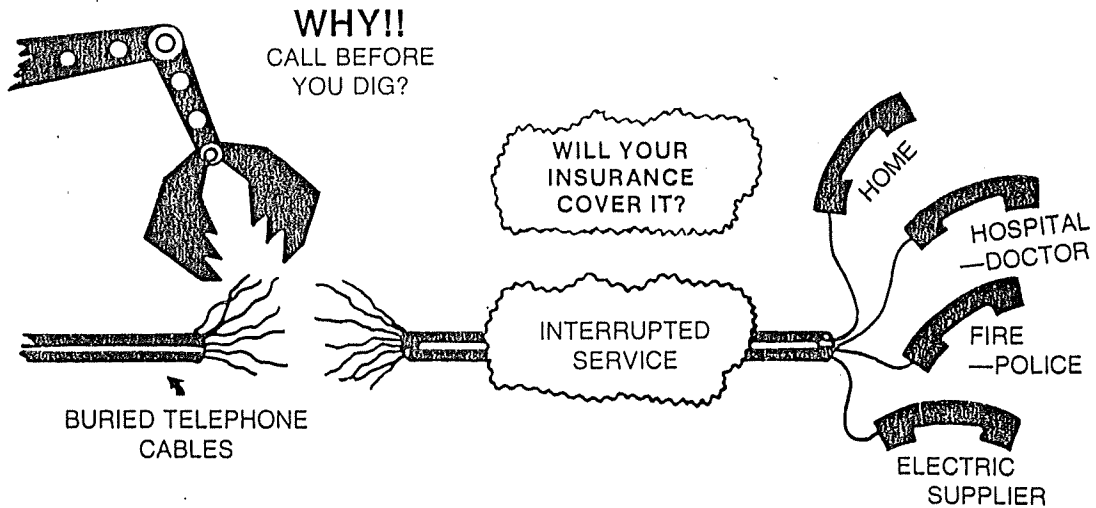 WHY!!
CALL BEFORE
YOU DIG?
WILL YOUR
INSURANCE
COVER IT?
HOME
HOSPITAL
—DOCTOR
INTERRUPTED
SERVICE
FIRE
—POLICE
BURIED TELEPHONE
CABLES
ELECTRIC
SUPPLIER